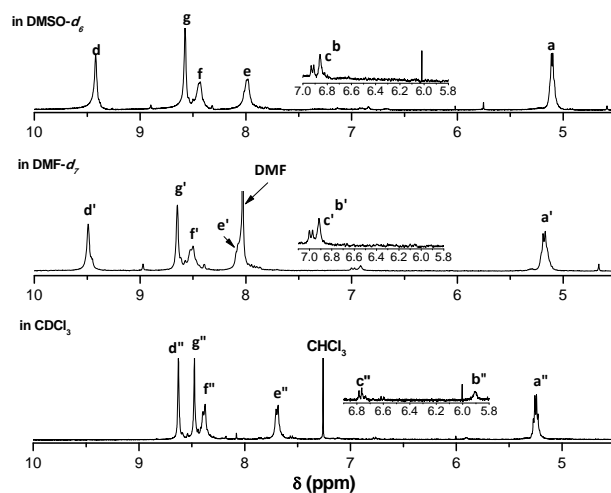 in DMSO-d6
d
g
f
e
c b
a
7.0 6.8 6.6 6.4 6.2 6.0 5.8
10 9 8 7 6 5
in DMF-d7
d'
g'
f'
e'
DMF
b'
c'
a'
7.0 6.8 6.6 6.4 6.2 6.0 5.8
10 9 8 7 6 5
in CDCl3
d"
g"
f"
e"
CHCl3
c"
b"
a"
6.8 6.6 6.4 6.2 6.0 5.8
10 9 8 7 6 5
δ (ppm)